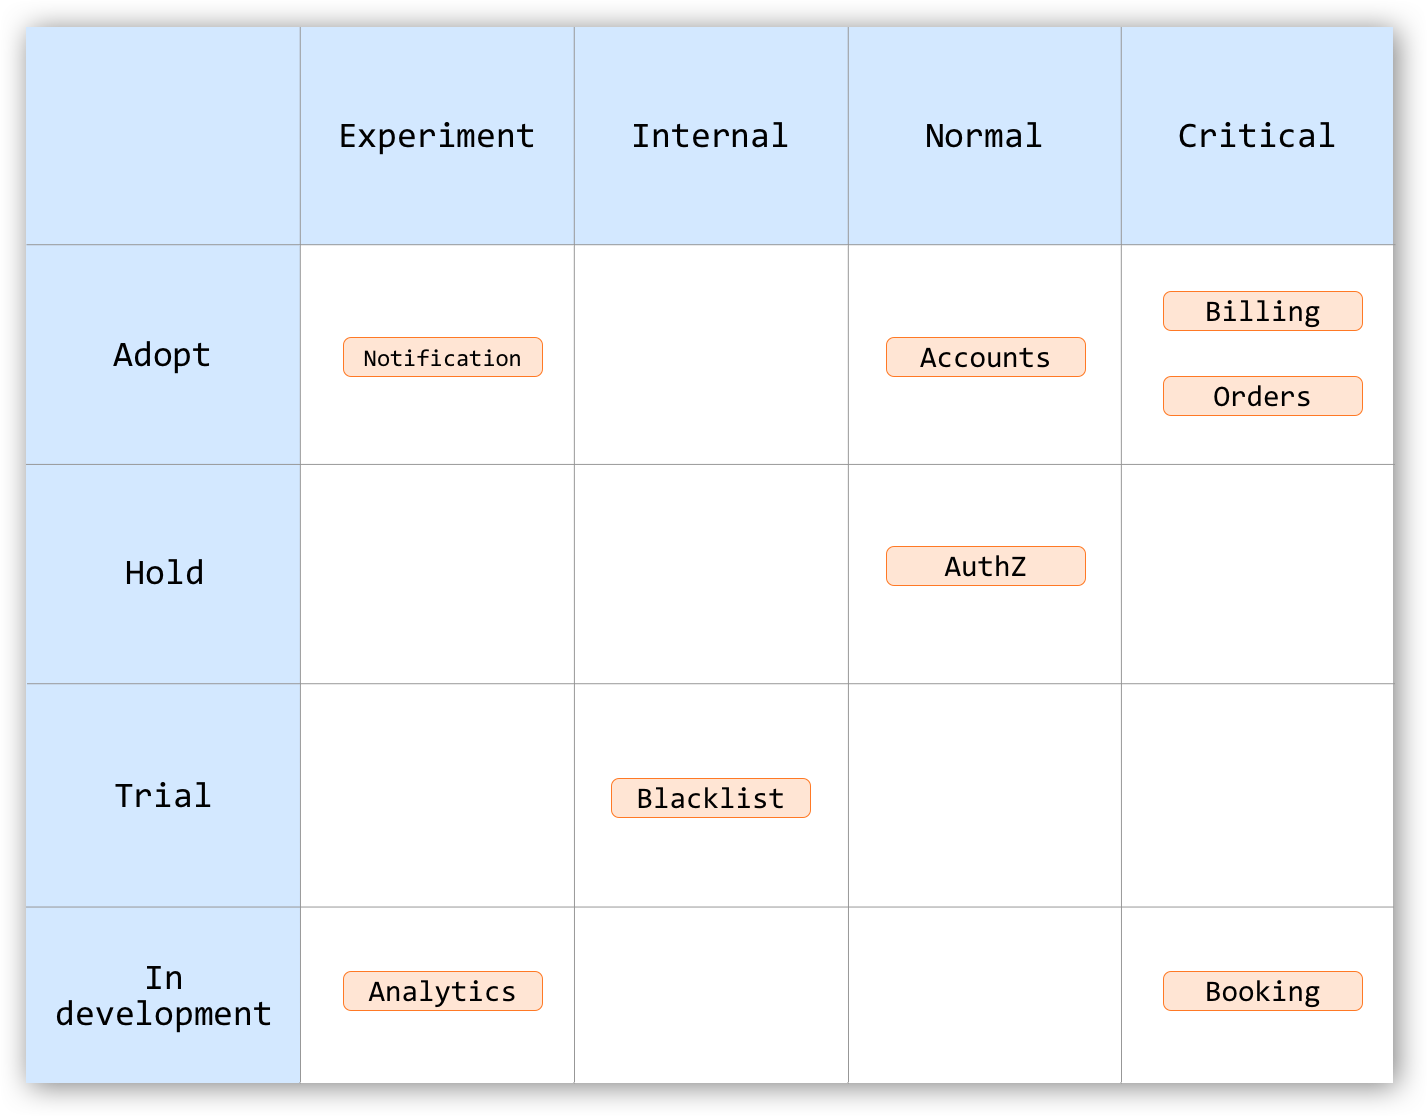 Experiment Internal Normal Critical
Adopt Notification Accounts Billing
Orders
Hold AuthZ
Trial Blacklist
In
development Analytics Booking